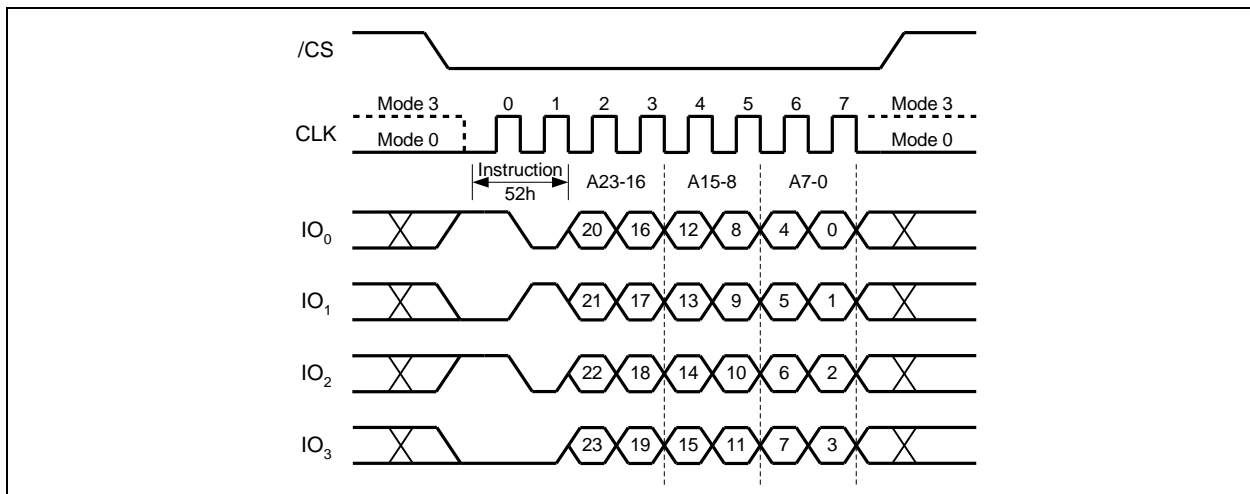 /CS
Mode 3 0 1 2 3 4 5 6 7 Mode 3
CLK Mode 0 Mode 0
Instruction A23-16 A15-8 A7-0
52h
IO0 20 16 12 8 4 0
IO1 21 17 13 9 5 1
IO2 22 18 14 10 6 2
IO3 23 19 15 11 7 3